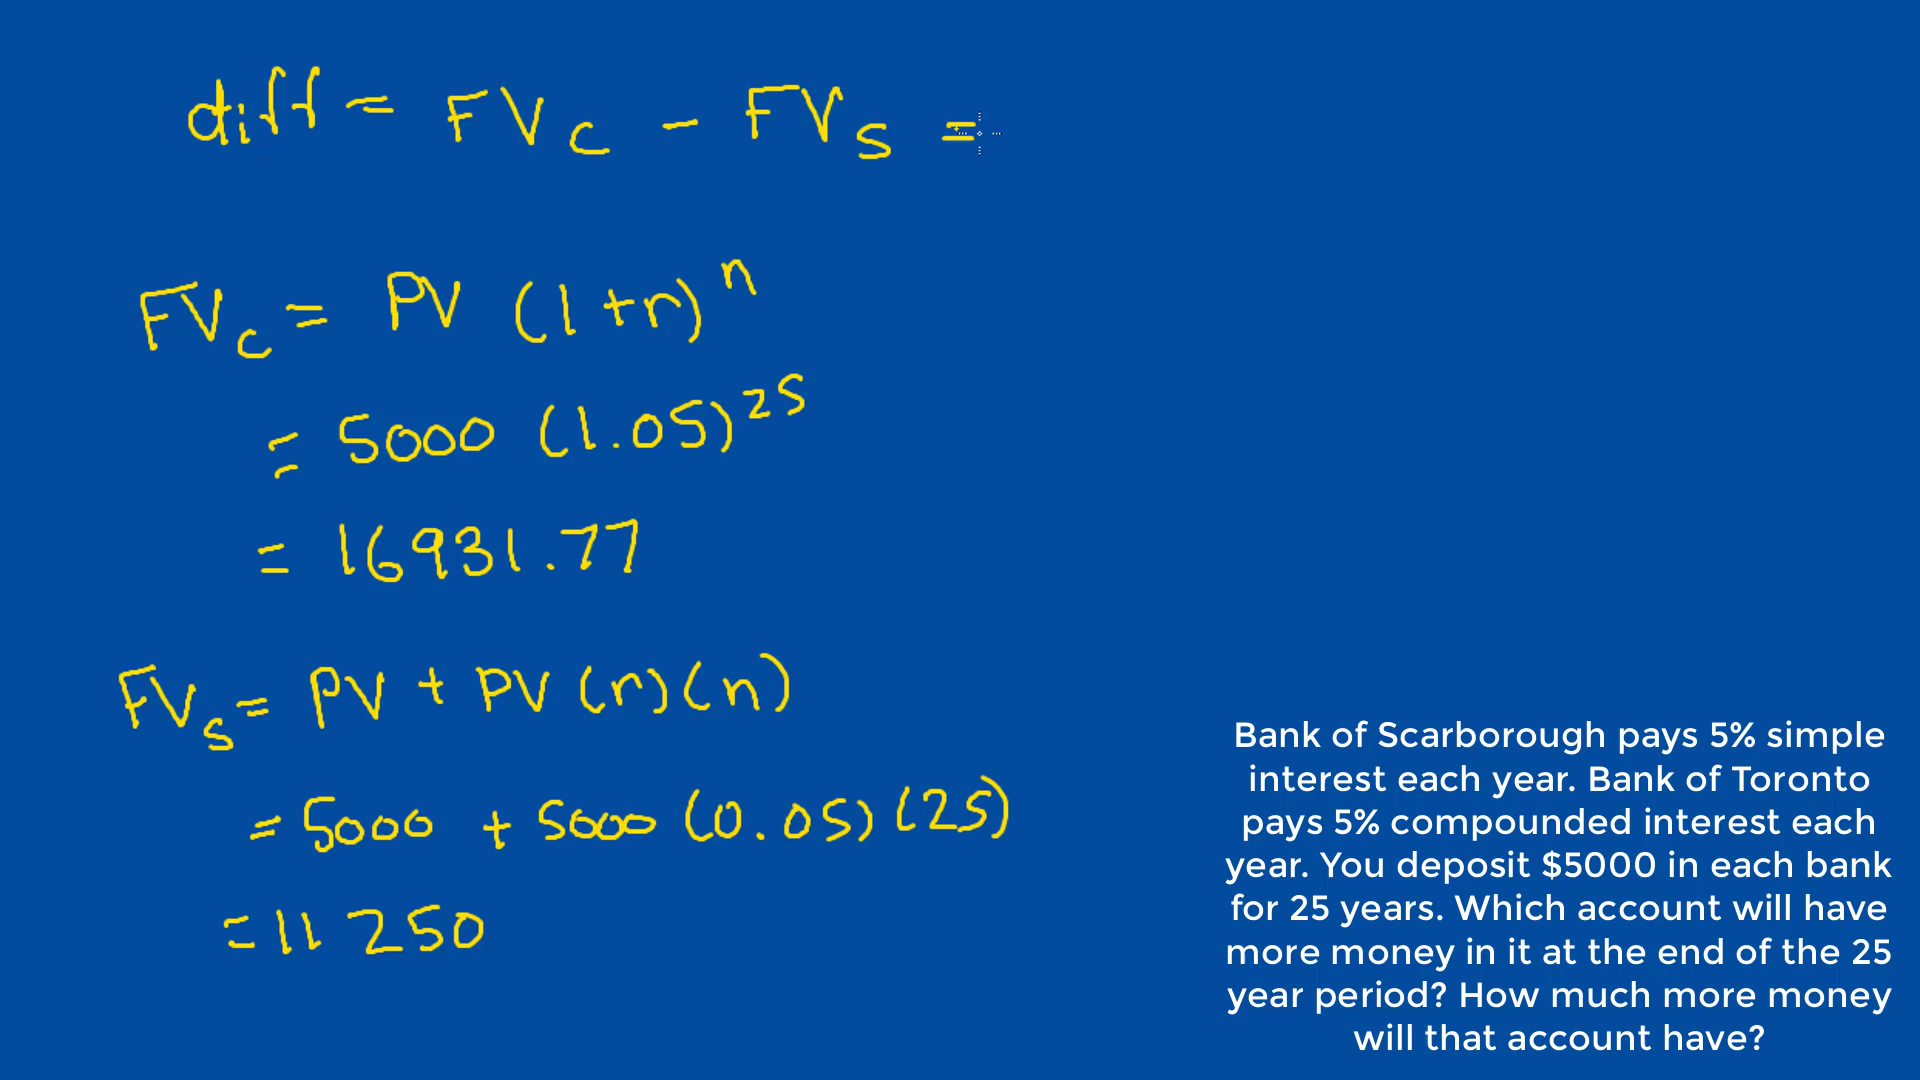 diff = FVc - FVs =
FVc = PV (1+r)^n
= 5000 (1.05)^25
= 16931.77
FVs = PV + PV (r)(n)
= 5000 + 5000 (0.05)(25)
= 11 250
Bank of Scarborough pays 5% simple
interest each year. Bank of Toronto
pays 5% compounded interest each
year. You deposit $5000 in each bank
for 25 years. Which account will have
more money in it at the end of the 25
year period? How much more money
will that account have?